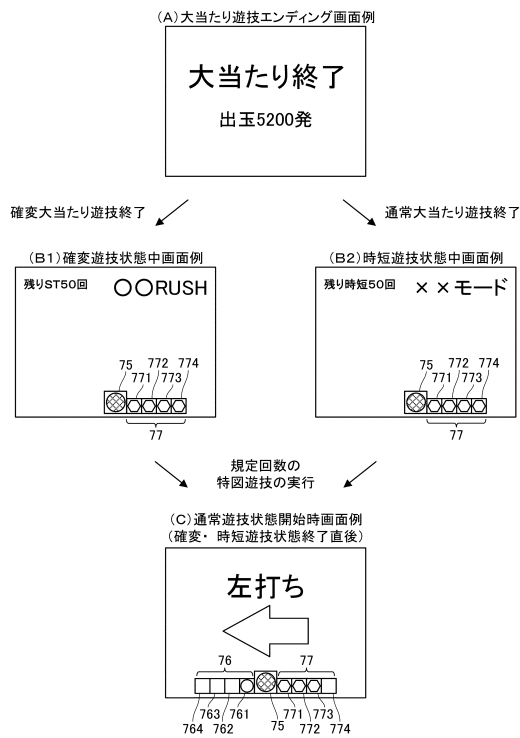 (A)大当たり遊技エンディング画面例
大当たり終了
出玉5200発
確変大当たり遊技終了
通常大当たり遊技終了
(B1)確変遊技状態中画面例
残りST50回
〇〇RUSH
75
771
772
773
774
77
(B2)時短遊技状態中画面例
残り時短50回
××モード
75
771
772
773
774
77
規定回数の
特図遊技の実行
(C)通常遊技状態開始時画面例
(確変・時短遊技状態終了直後)
左打ち
76
77
764
763
762
761
75
771
772
773
774